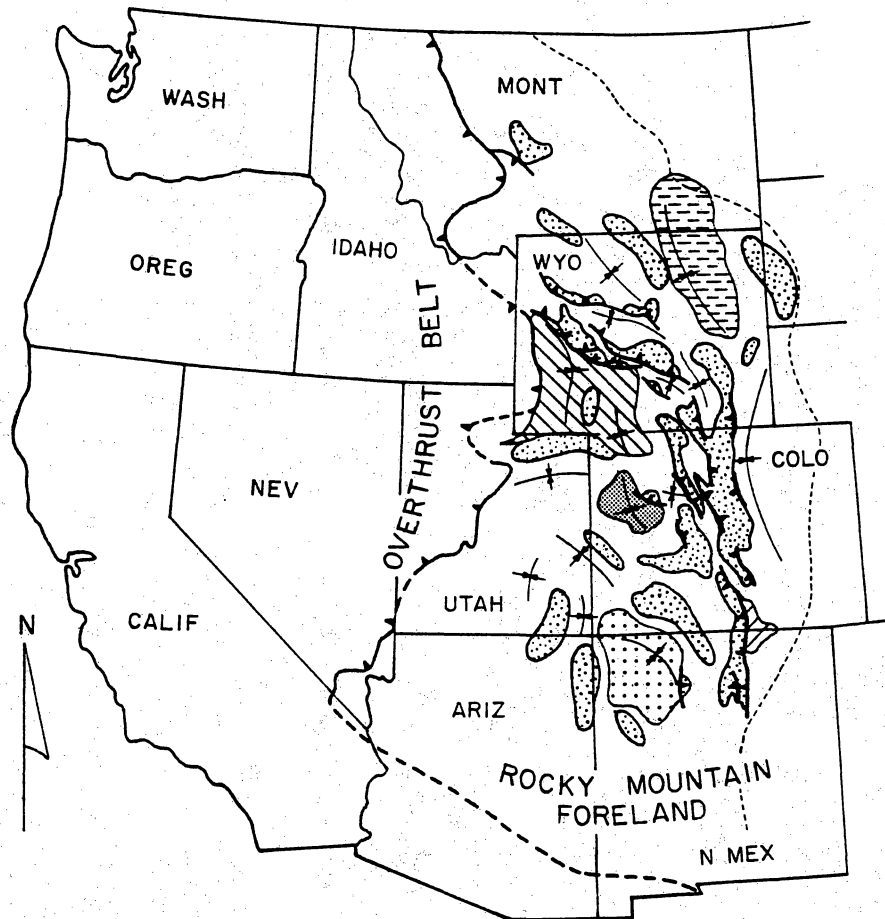 WASH
MONT
IDAHO
OREG
WYO
OVERTHRUST BELT
COLO
NEV
UTAH
CALIF
N
ARIZ
ROCKY MOUNTAIN
FORELAND
N MEX